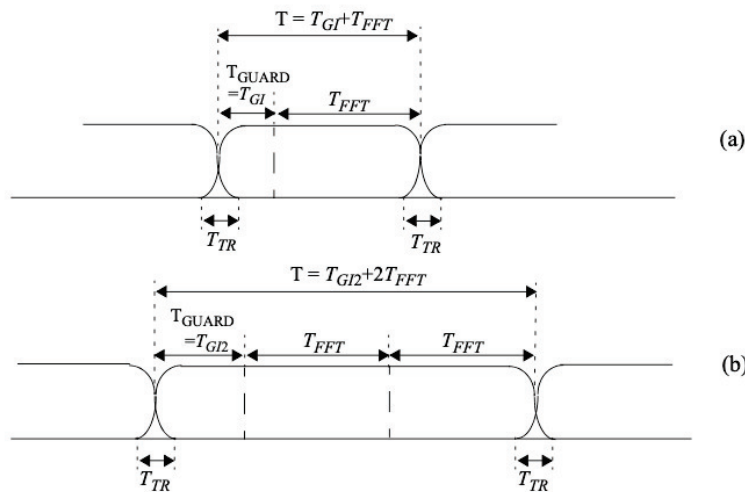 T = T_GI+T_FFT
T_GUARD
=T_GI
T_FFT
(a)
T_TR T_TR
T = T_GI2+2T_FFT
T_GUARD
=T_GI2
T_FFT T_FFT
(b)
T_TR T_TR